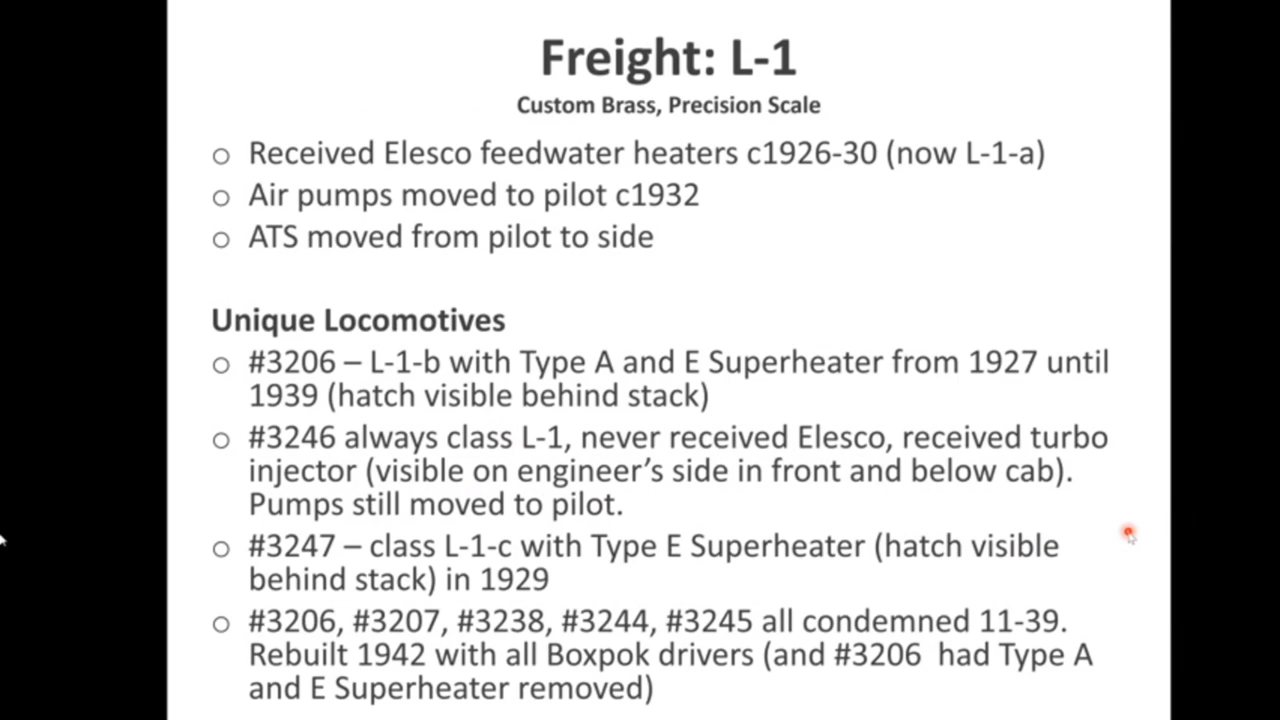 Freight: L-1
Custom Brass, Precision Scale
○ Received Elesco feedwater heaters c1926-30 (now L-1-a)
○ Air pumps moved to pilot c1932
○ ATS moved from pilot to side
Unique Locomotives
○ #3206 – L-1-b with Type A and E Superheater from 1927 until
1939 (hatch visible behind stack)
○ #3246 always class L-1, never received Elesco, received turbo
injector (visible on engineer’s side in front and below cab).
Pumps still moved to pilot.
○ #3247 – class L-1-c with Type E Superheater (hatch visible
behind stack) in 1929
○ #3206, #3207, #3238, #3244, #3245 all condemned 11-39.
Rebuilt 1942 with all Boxpok drivers (and #3206  had Type A
and E Superheater removed)